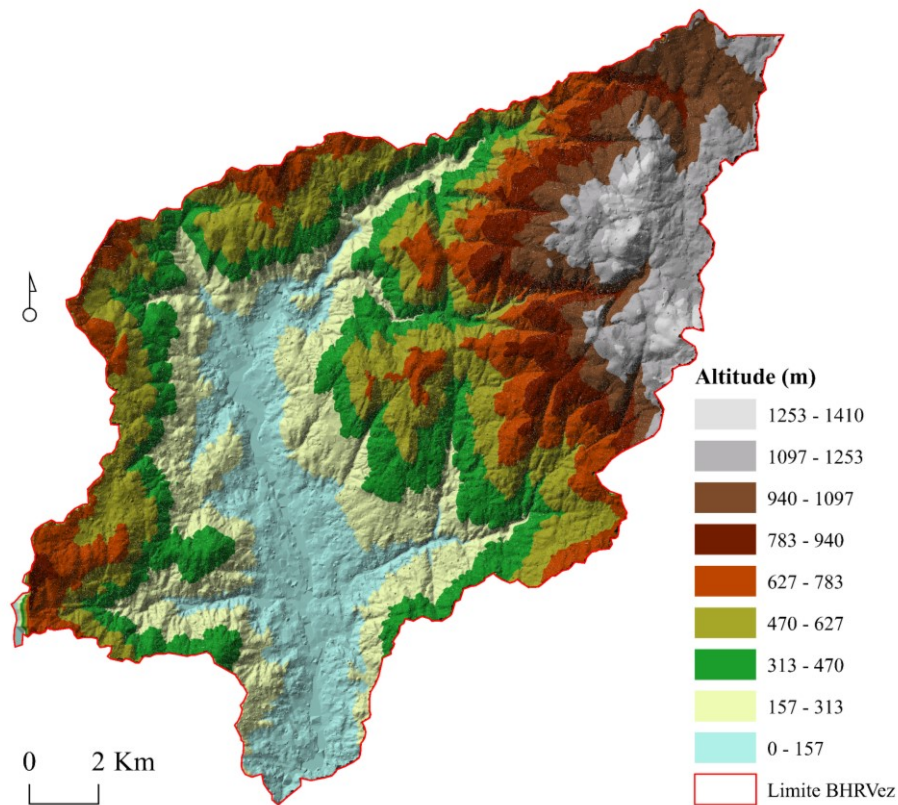 Altitude (m)
1253 - 1410
1097 - 1253
940 - 1097
783 - 940
627 - 783
470 - 627
313 - 470
157 - 313
0 - 157
Limite BHRVez
0 2 Km